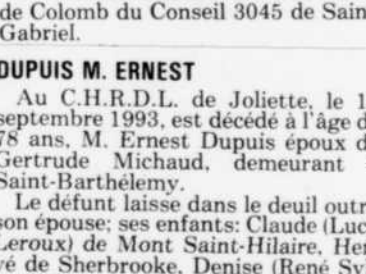 de Colomb du Conseil 3045 de Sain
Gabriel.
DUPUIS M. ERNEST
Au C.H.R.D.L. de Joliette, le 1
septembre 1993, est décédé à l'âge d
78 ans, M. Ernest Dupuis époux d
Gertrude Michaud, demeurant
Saint-Barthélemy.
Le défunt laisse dans le deuil outr
son épouse; ses enfants: Claude (Luc
Leroux) de Mont Saint-Hilaire, Her
vé de Sherbrooke, Denise (René Sy